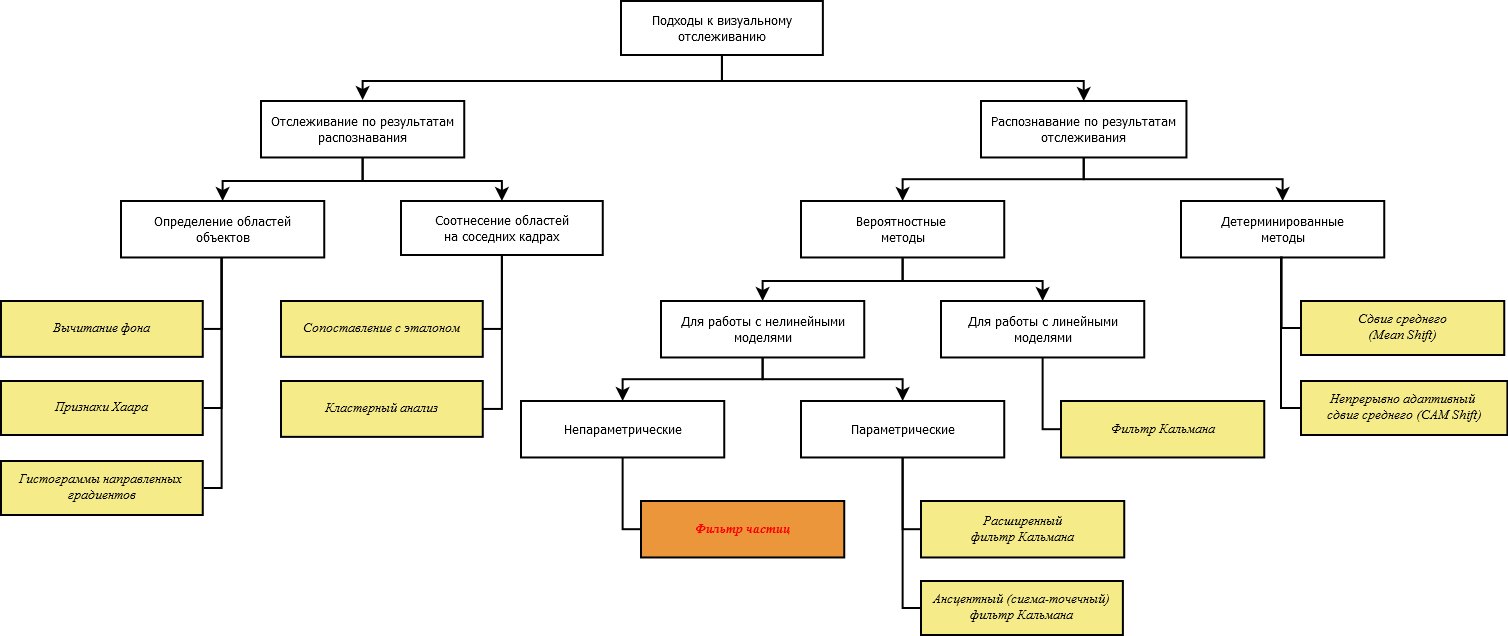 Подходы к визуальному
отслеживанию
Отслеживание по результатам
распознавания
Распознавание по результатам
отслеживания
Определение областей
объектов
Соотнесение областей
на соседних кадрах
Вероятностные
методы
Детерминированные
методы
Вычитание фона
Сопоставление с эталоном
Для работы с нелинейными
моделями
Для работы с линейными
моделями
Сдвиг среднего
(Mean Shift)
Признаки Хаара
Кластерный анализ
Непараметрические
Параметрические
Фильтр Кальмана
Непрерывно адаптивный
сдвиг среднего (CAM Shift)
Гистограммы направленных
градиентов
Фильтр частиц
Расширенный
фильтр Кальмана
Ансцентный (сигма-точечный)
фильтр Кальмана